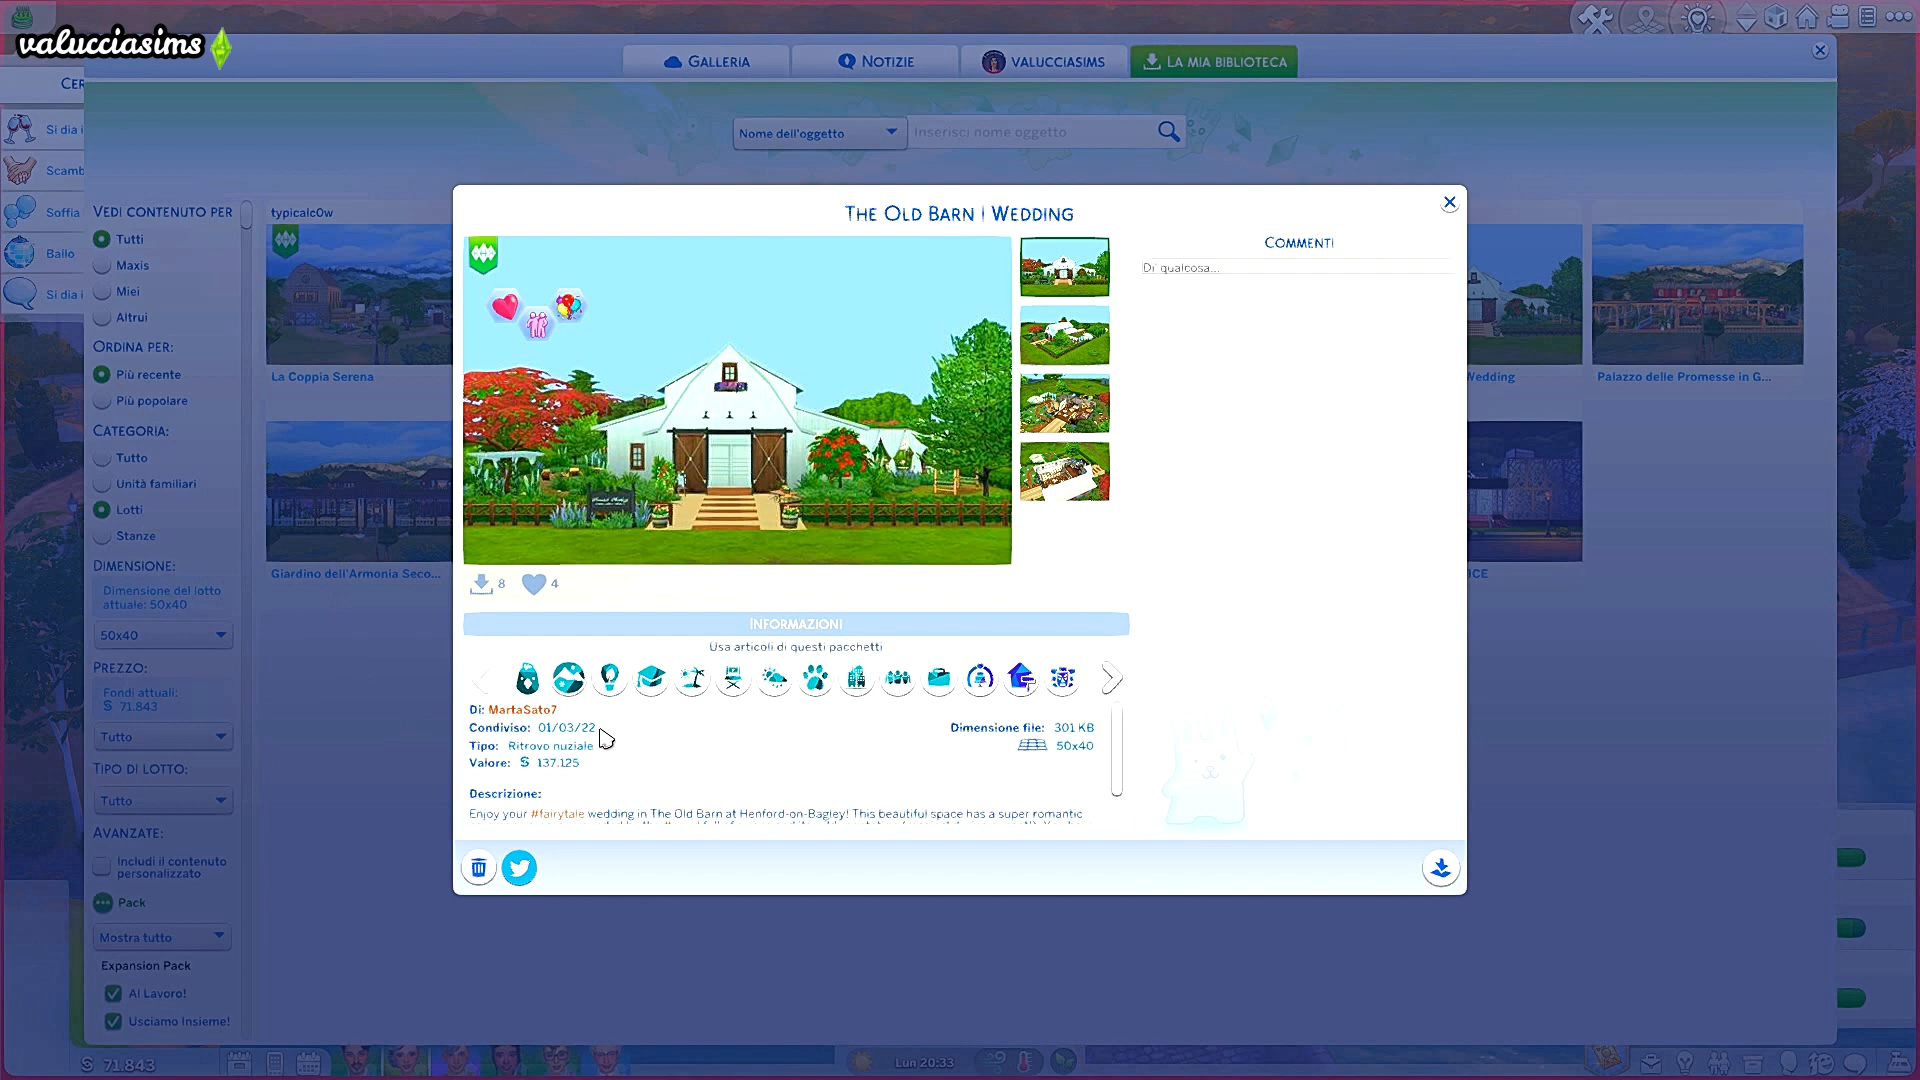 valucciasims
GALLERIA
NOTIZIE
VALUCCIASIMS
LA MIA BIBLIOTECA
CER
Nome dell'oggetto
Inserisci nome oggetto
Si dia i
Scamb
Soffia
Ballo
Si dia i
VEDI CONTENUTO PER
Tutti
Maxis
Miei
Altrui
ORDINA PER:
Più recente
Più popolare
CATEGORIA:
Tutto
Unità familiari
Lotti
Stanze
DIMENSIONE:
Dimensione del lotto
attuale: 50x40
50x40
PREZZO:
Fondi attuali:
§ 71.843
Tutto
TIPO DI LOTTO:
Tutto
AVANZATE:
Includi il contenuto
personalizzato
Pack
Mostra tutto
Expansion Pack
Al Lavoro!
Usciamo Insieme!
typicalc0w
La Coppia Serena
Giardino dell'Armonia Seco...
THE OLD BARN | WEDDING
8
4
INFORMAZIONI
Usa articoli di questi pacchetti
Di: MartaSato7
Condiviso: 01/03/22
Tipo: Ritrovo nuziale
Valore: § 137.125
Dimensione file: 301 KB
50x40
Descrizione:
Enjoy your #fairytale wedding in The Old Barn at Henford-on-Bagley! This beautiful space has a super romantic
COMMENTI
Di' qualcosa...
Wedding
Palazzo delle Promesse in G...
ICE
§ 71.843
Lun 20:33